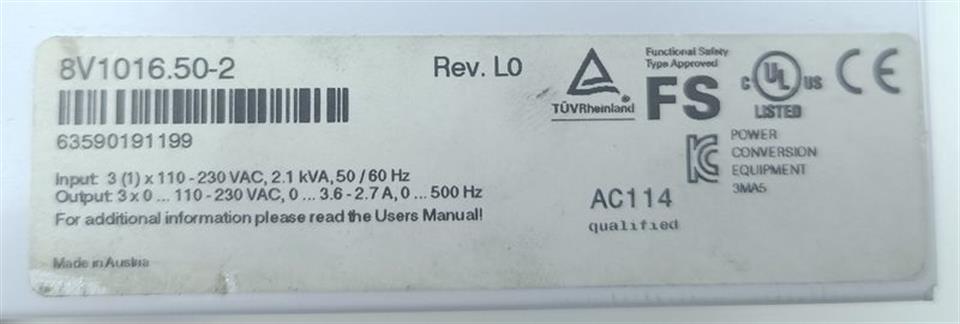 8V1016.50-2
Rev. L0
63590191199
Input: 3 (1) x 110 - 230 VAC, 2.1 kVA, 50 / 60 Hz
Output: 3 x 0 ... 110 - 230 VAC, 0 ... 3.6 - 2.7 A, 0 ... 500 Hz
For additional information please read the Users Manual!
Made in Austria
TÜVRheinland
Functional Safety
Type Approved
FS
C UL US
LISTED
CE
KC
POWER
CONVERSION
EQUIPMENT
3MA5
AC114
qualified